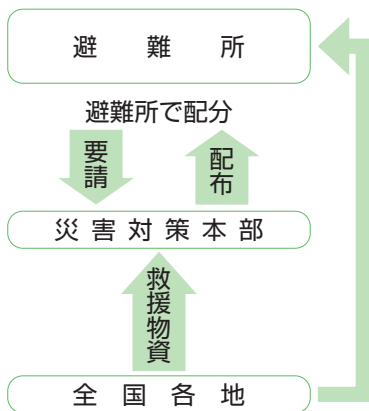 避難所
避難所で配分
要請
配布
災害対策本部
救援物資
全国各地